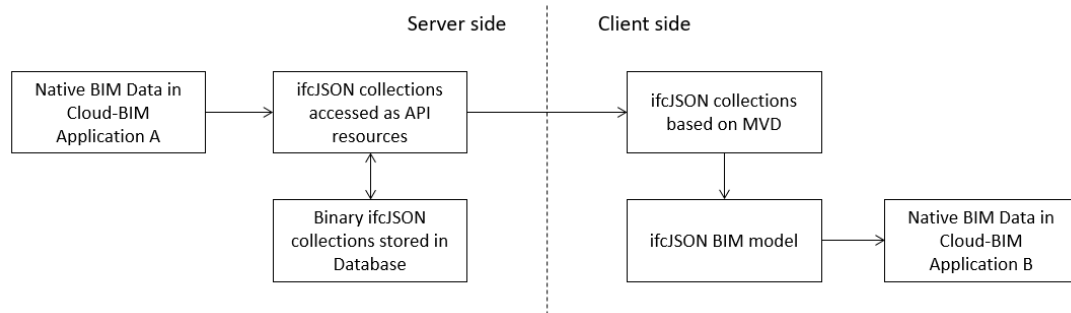 Server side
Client side
Native BIM Data in
Cloud-BIM
Application A
ifcJSON collections
accessed as API
resources
ifcJSON collections
based on MVD
Binary ifcJSON
collections stored in
Database
ifcJSON BIM model
Native BIM Data in
Cloud-BIM
Application B